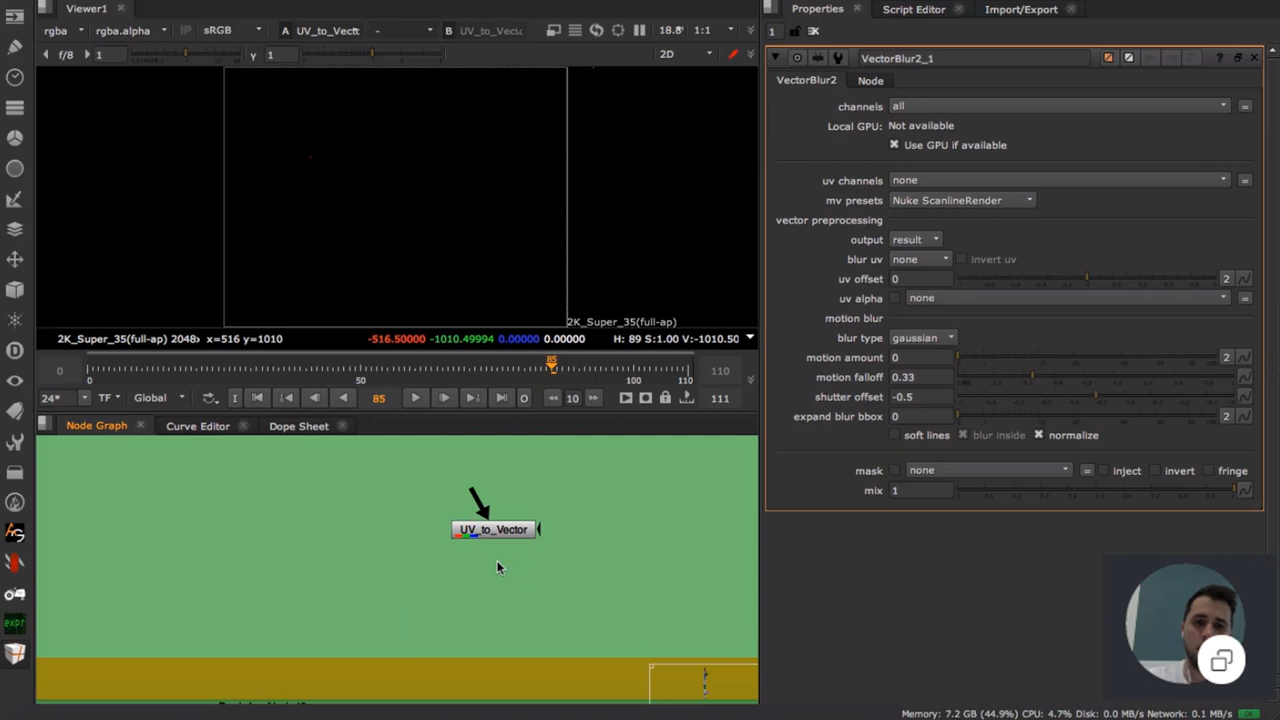 Viewer1
Properties
Script Editor
Import/Export
rgba
rgba.alpha
IP
sRGB
A UV_to_Vect
-
B UV_to_Vect
18.8
1:1
1
f/8
1
Y
1
2D
VectorBlur2_1
VectorBlur2
Node
channels
all
Local GPU: Not available
Use GPU if available
uv channels
none
mv presets
Nuke ScanlineRender
vector preprocessing
output
result
blur uv
none
invert uv
uv offset
0
2
uv alpha
none
motion blur
blur type
gaussian
motion amount
0
2
motion falloff
0.33
shutter offset
-0.5
expand blur bbox
0
2
soft lines
blur inside
normalize
mask
none
inject
invert
fringe
mix
1
2K_Super_35(full-ap)
2K_Super_35(full-ap) 2048x
x=516 y=1010
-516.50000
-1010.49994
0.00000
0.00000
H: 89 S:1.00 V:-1010.50
0
85
0
50
100
110
110
24*
TF
Global
85
10
111
Node Graph
Curve Editor
Dope Sheet
UV_to_Vector
expr
Memory: 7.2 GB (44.9%) CPU: 4.7% Disk: 0.0 MB/s Network: 0.1 MB/s